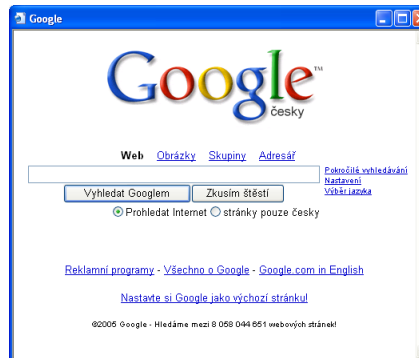 Google
Google™
česky
Web Obrázky Skupiny Adresář
Pokročilé vyhledávání
Nastavení
Výběr jazyka
Vyhledat Googlem Zkusím štěstí
Prohledat Internet stránky pouze česky
Reklamní programy - Všechno o Google - Google.com in English
Nastavte si Google jako výchozí stránku!
©2005 Google - Hledáme mezi 8 058 044 651 webových stránek!